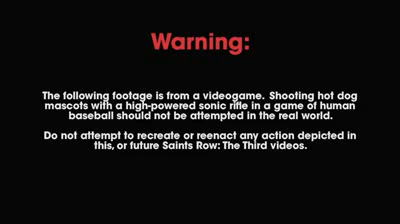 Warning:
The following footage is from a videogame. Shooting hot dog
mascots with a high-powered sonic rifle in a game of human
baseball should not be attempted in the real world.
Do not attempt to recreate or reenact any action depicted in
this, or future Saints Row: The Third videos.